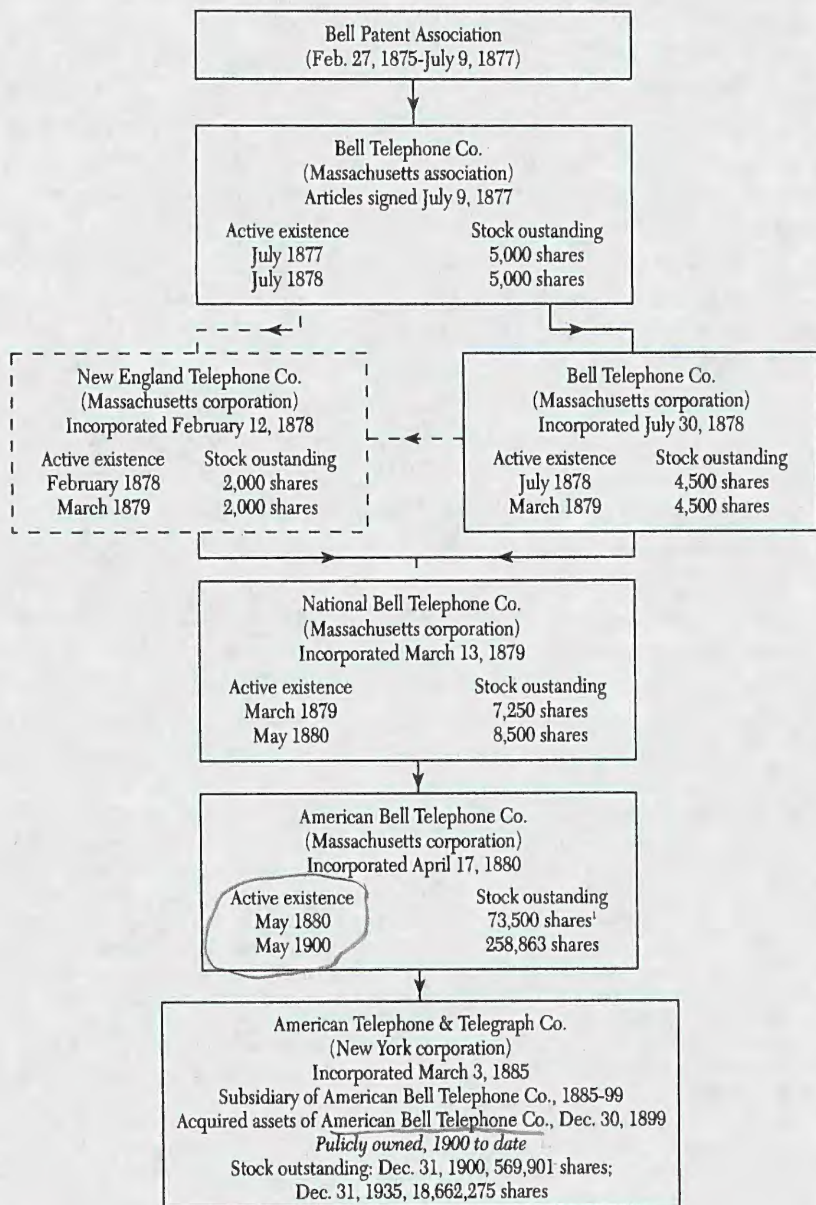 Bell Patent Association
(Feb. 27, 1875-July 9, 1877)
Bell Telephone Co.
(Massachusetts association)
Articles signed July 9, 1877
Active existence Stock oustanding
July 1877 5,000 shares
July 1878 5,000 shares
New England Telephone Co.
(Massachusetts corporation)
Incorporated February 12, 1878
Active existence Stock oustanding
February 1878 2,000 shares
March 1879 2,000 shares
Bell Telephone Co.
(Massachusetts corporation)
Incorporated July 30, 1878
Active existence Stock oustanding
July 1878 4,500 shares
March 1879 4,500 shares
National Bell Telephone Co.
(Massachusetts corporation)
Incorporated March 13, 1879
Active existence Stock oustanding
March 1879 7,250 shares
May 1880 8,500 shares
American Bell Telephone Co.
(Massachusetts corporation)
Incorporated April 17, 1880
Active existence Stock oustanding
May 1880 73,500 shares¹
May 1900 258,863 shares
American Telephone & Telegraph Co.
(New York corporation)
Incorporated March 3, 1885
Subsidiary of American Bell Telephone Co., 1885-99
Acquired assets of American Bell Telephone Co., Dec. 30, 1899
Pulicly owned, 1900 to date
Stock outstanding: Dec. 31, 1900, 569,901 shares;
Dec. 31, 1935, 18,662,275 shares